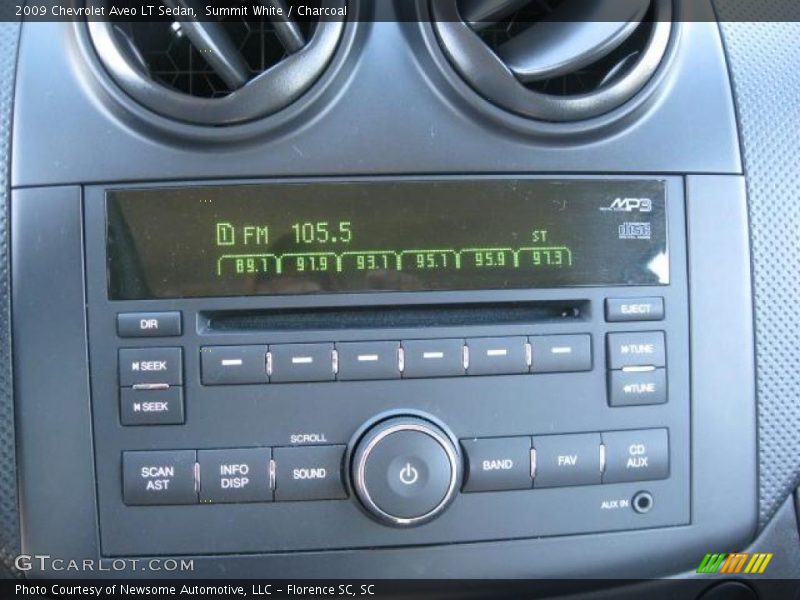 2009 Chevrolet Aveo LT Sedan, Summit White / Charcoal
MP3
1 FM 105.5 ST
disc
89.1 91.9 93.1 95.1 95.9 97.3
DIR
EJECT
SEEK
TUNE
SEEK
TUNE
SCROLL
SCAN AST
INFO DISP
SOUND
BAND
FAV
CD AUX
AUX IN
GTCARLOT.COM
Photo Courtesy of Newsome Automotive, LLC - Florence SC, SC